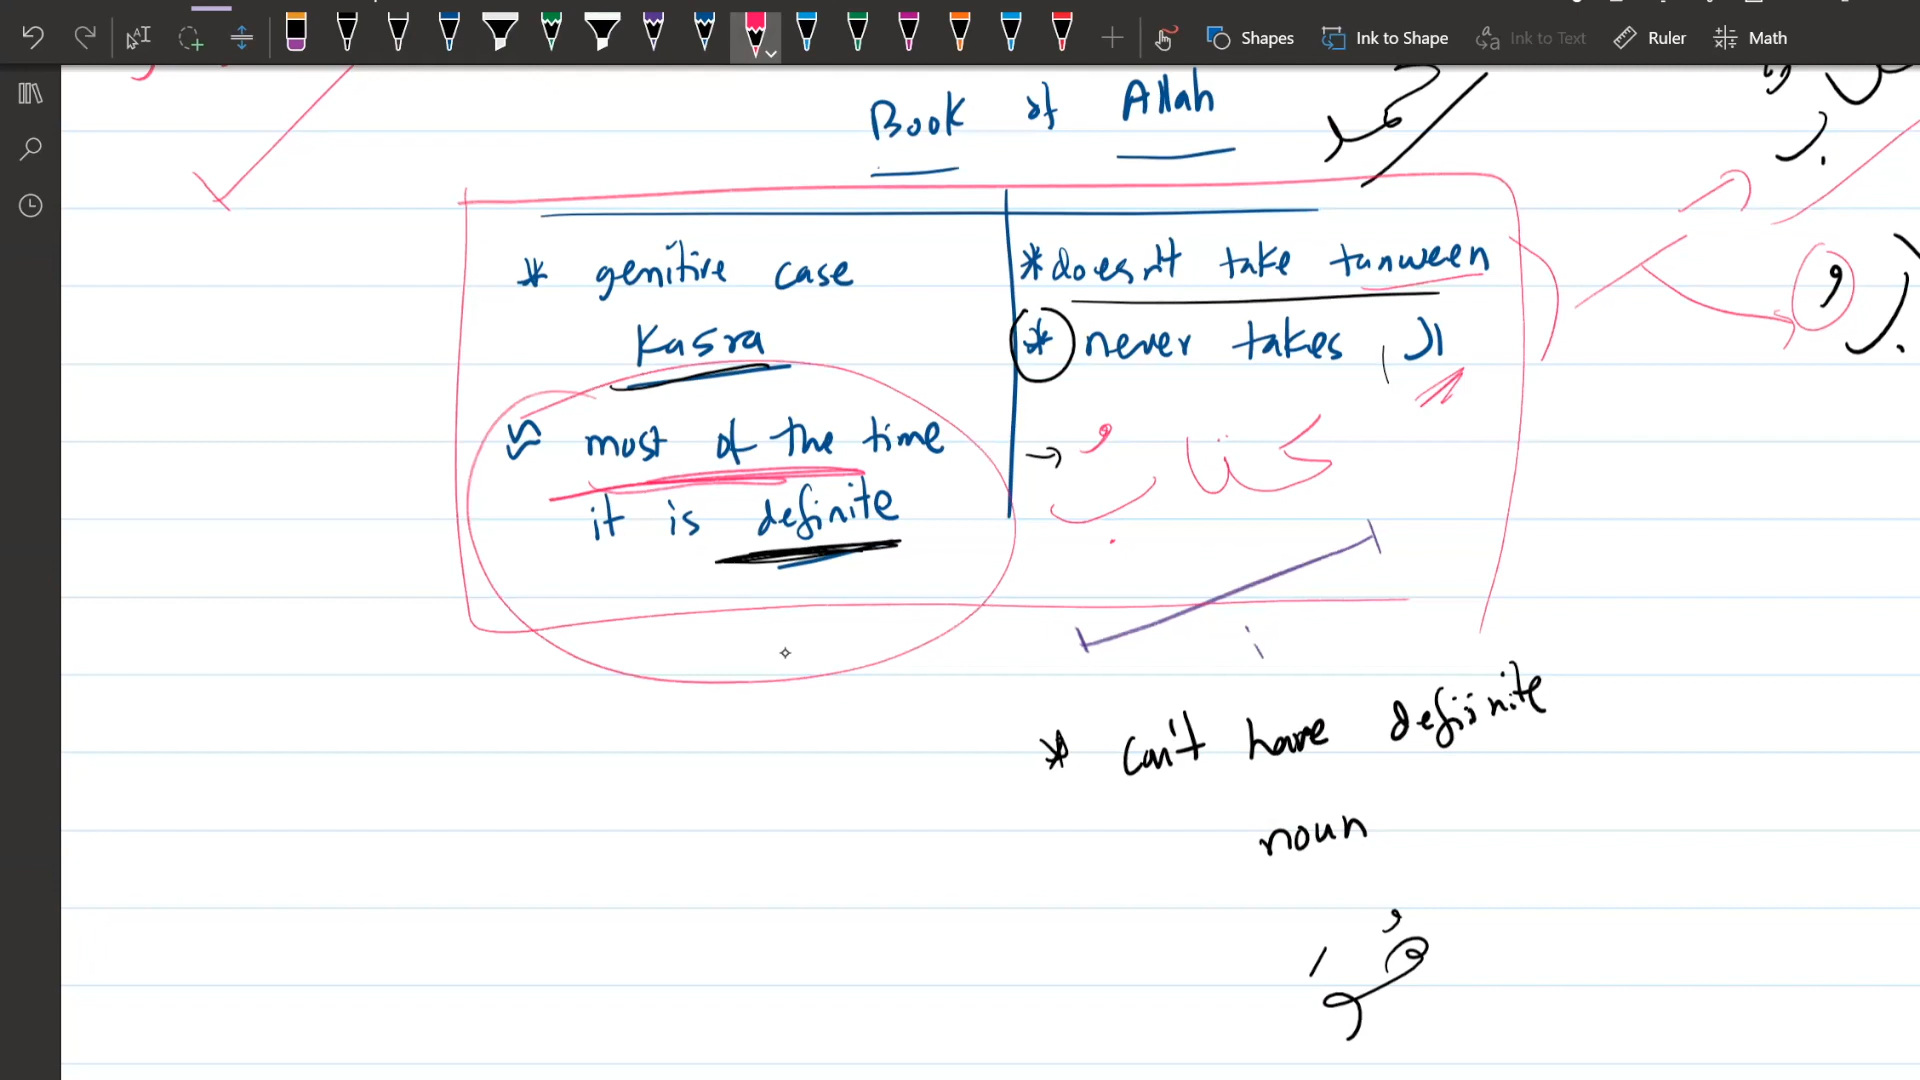 Shapes Ink to Shape Ink to Text Ruler Math
Book of Allah
* genitive case
Kasra
most of the time
it is definite
* doesn't take tanween
* never takes ال
→ كتابُ
* can't have definite
noun